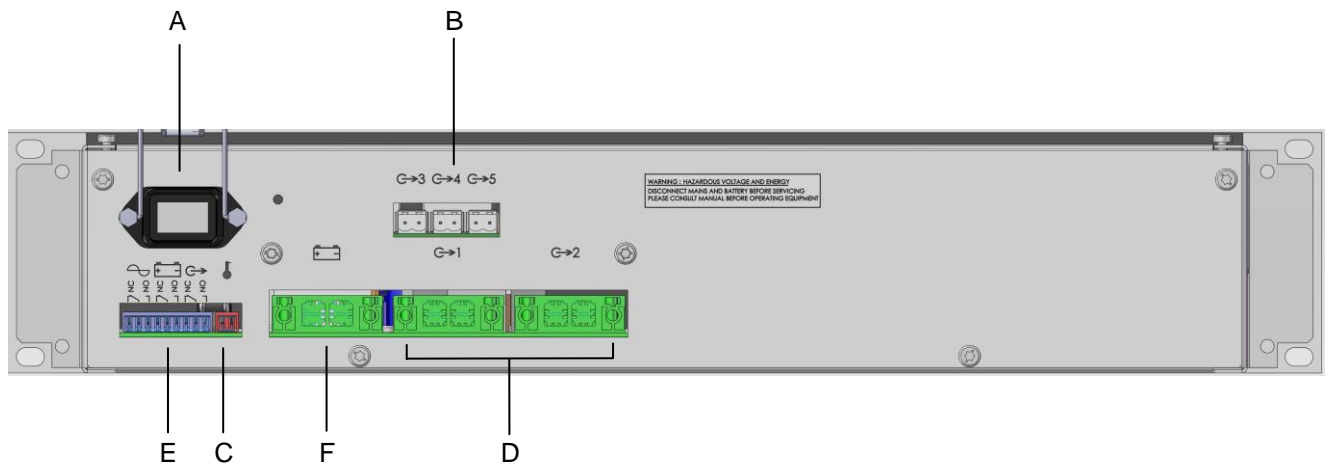 A B
3 4 5
WARNING : HAZARDOUS VOLTAGE AND ENERGY
DISCONNECT MAINS AND BATTERY BEFORE SERVICING
PLEASE CONSULT MANUAL BEFORE OPERATING EQUIPMENT
1 2
NC NO NC NO NC NO
E C F D